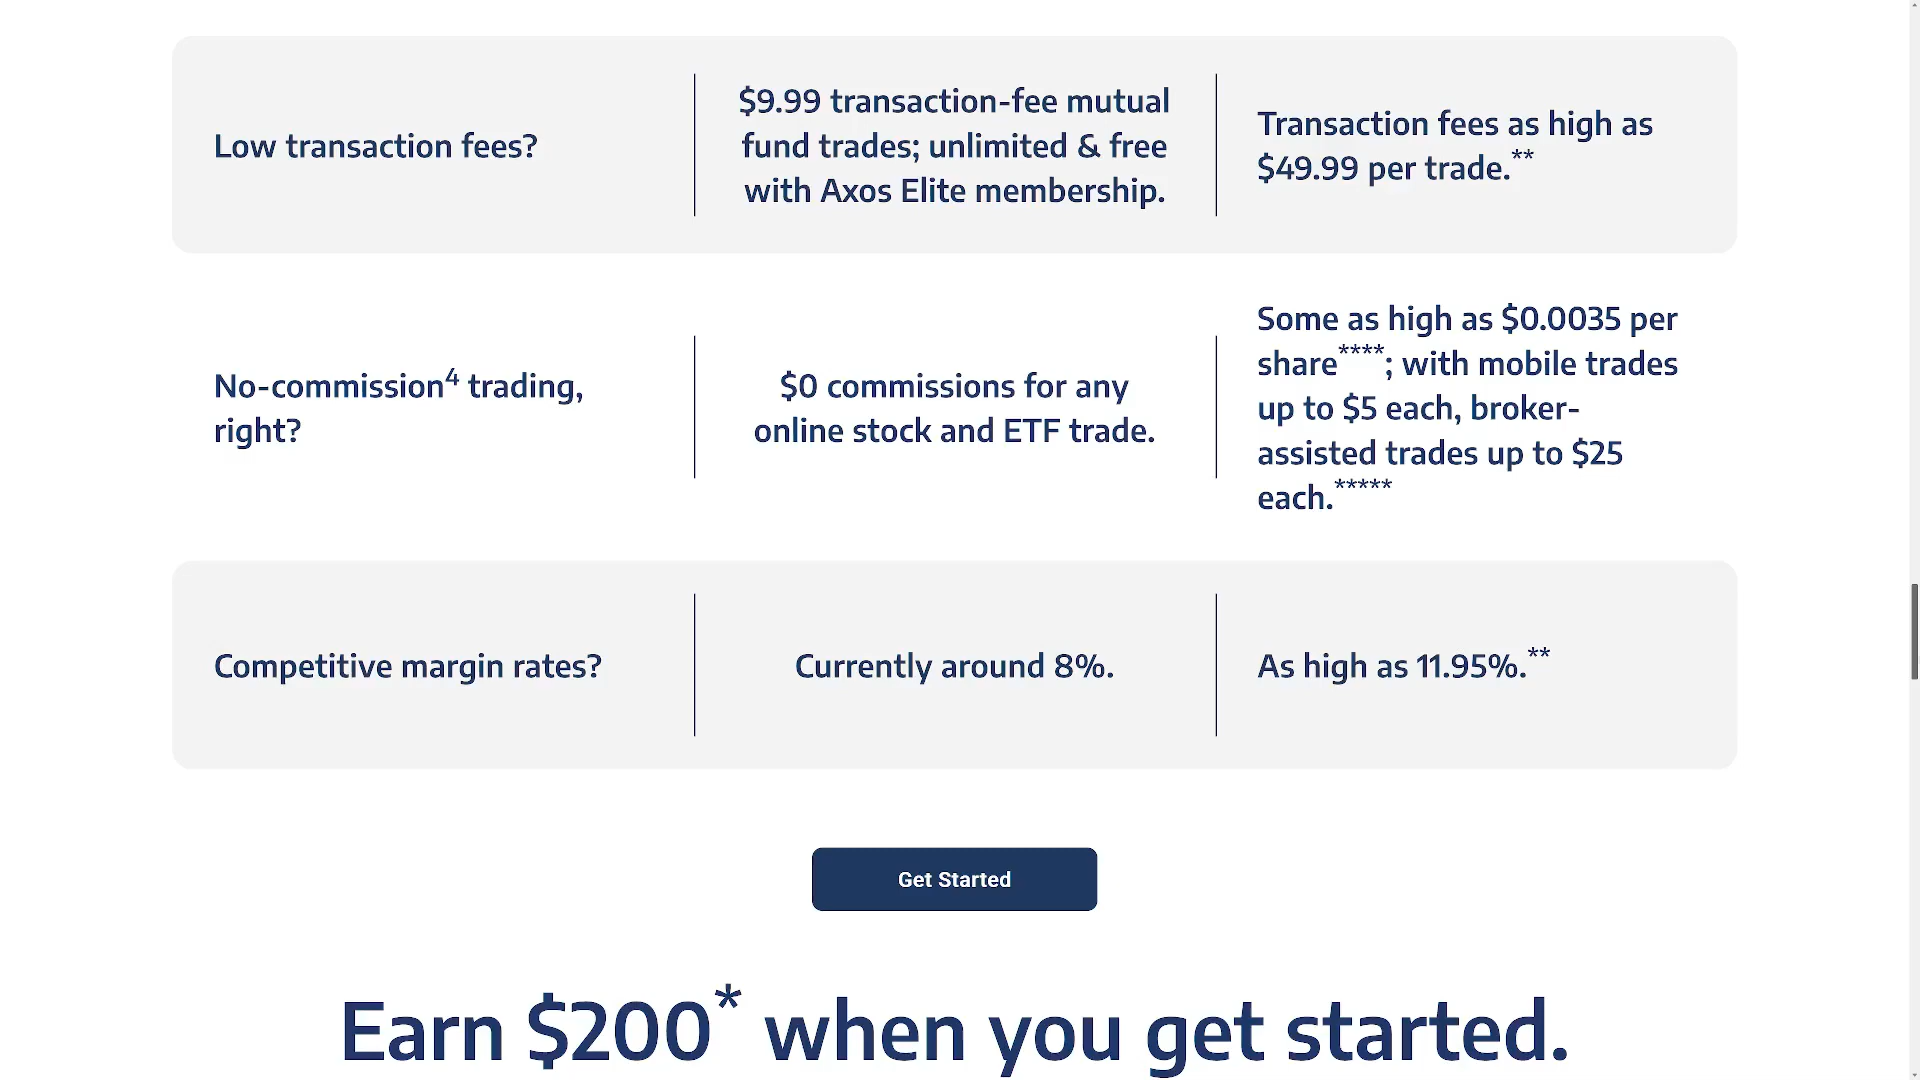 Low transaction fees?
$9.99 transaction-fee mutual
fund trades; unlimited & free
with Axos Elite membership.
Transaction fees as high as
$49.99 per trade.**
No-commission4 trading,
right?
$0 commissions for any
online stock and ETF trade.
Some as high as $0.0035 per
share****; with mobile trades
up to $5 each, broker-
assisted trades up to $25
each.*****
Competitive margin rates?
Currently around 8%.
As high as 11.95%.**
Get Started
Earn $200* when you get started.